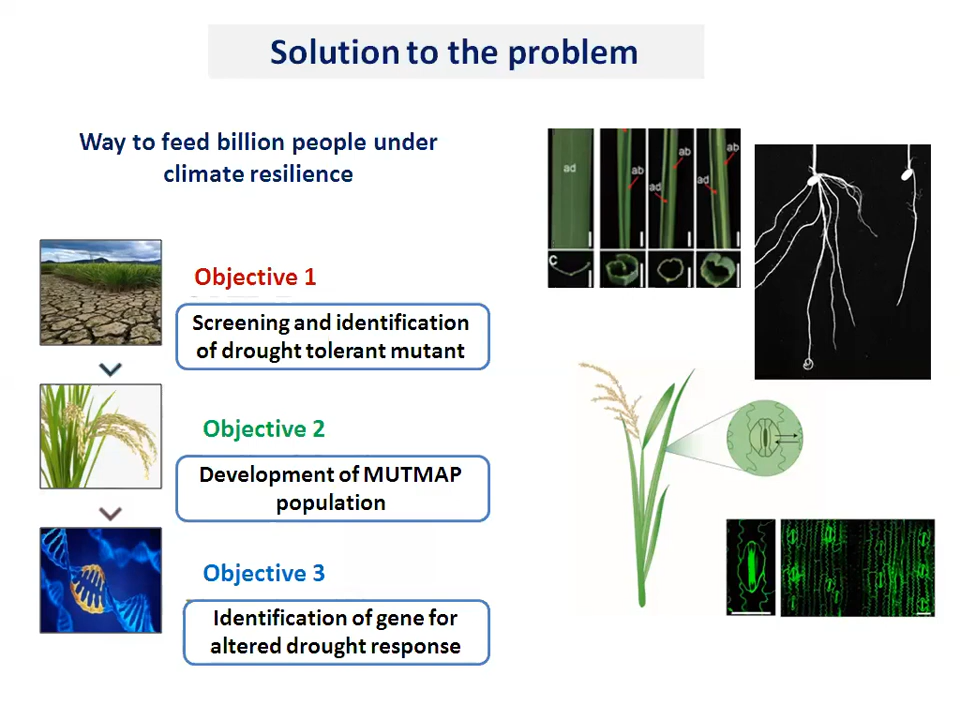 Solution to the problem
Way to feed billion people under
climate resilience
Objective 1
Screening and identification
of drought tolerant mutant
Objective 2
Development of MUTMAP
population
Objective 3
Identification of gene for
altered drought response
ad
ab
ab
ad
ab
ad
C